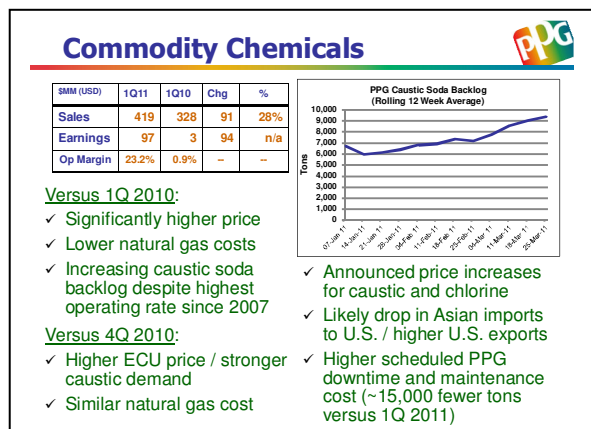 Commodity Chemicals
PPG
$MM (USD) 1Q11 1Q10 Chg %
Sales 419 328 91 28%
Earnings 97 3 94 n/a
Op Margin 23.2% 0.9% – --
Versus 1Q 2010:
✓ Significantly higher price
✓ Lower natural gas costs
✓ Increasing caustic soda
backlog despite highest
operating rate since 2007
Versus 4Q 2010:
✓ Higher ECU price / stronger
caustic demand
✓ Similar natural gas cost
PPG Caustic Soda Backlog
(Rolling 12 Week Average)
Tons
10,000
9,000
8,000
7,000
6,000
5,000
4,000
3,000
2,000
1,000
0
07-Jan-11
14-Jan-11
21-Jan-11
28-Jan-11
04-Feb-11
11-Feb-11
18-Feb-11
25-Feb-11
04-Mar-11
11-Mar-11
18-Mar-11
25-Mar-11
✓ Announced price increases
for caustic and chlorine
✓ Likely drop in Asian imports
to U.S. / higher U.S. exports
✓ Higher scheduled PPG
downtime and maintenance
cost (~15,000 fewer tons
versus 1Q 2011)